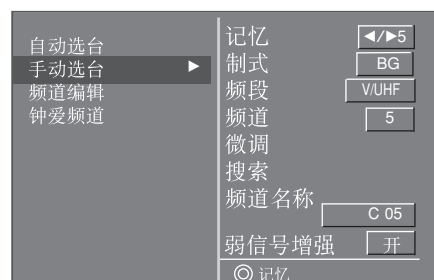 自动选台
手动选台 ▶
频道编辑
钟爱频道
记忆 ◀/▶5
制式 BG
频段 V/UHF
频道 5
微调
搜索
频道名称
C 05
弱信号增强 开
◎ 记忆